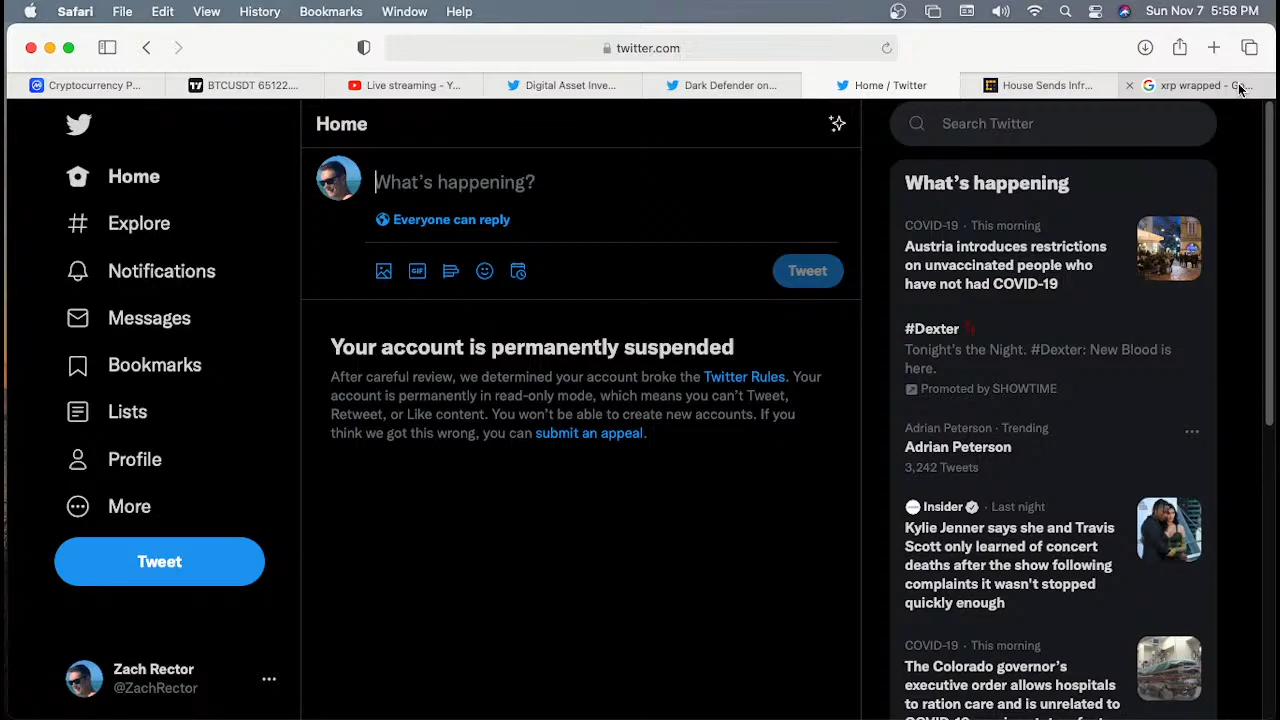 Safari File Edit View History Bookmarks Window Help Sun Nov 7 5:58 PM
twitter.com
Cryptocurrency P...
BTCUSDT 65122....
Live streaming - Y...
Digital Asset Inve...
Dark Defender on...
Home / Twitter
House Sends Infr...
xrp wrapped - G...
Home
Explore
Notifications
Messages
Bookmarks
Lists
Profile
More
Tweet
Zach Rector
@ZachRector
Home
What's happening?
Everyone can reply
GIF
Tweet
Your account is permanently suspended
After careful review, we determined your account broke the Twitter Rules. Your
account is permanently in read-only mode, which means you can't Tweet,
Retweet, or Like content. You won't be able to create new accounts. If you
think we got this wrong, you can submit an appeal.
Search Twitter
What's happening
COVID-19 · This morning
Austria introduces restrictions
on unvaccinated people who
have not had COVID-19
#Dexter
Tonight's the Night. #Dexter: New Blood is
here.
Promoted by SHOWTIME
Adrian Peterson · Trending
Adrian Peterson
3,242 Tweets
Insider · Last night
Kylie Jenner says she and Travis
Scott only learned of concert
deaths after the show following
complaints it wasn't stopped
quickly enough
COVID-19 · This morning
The Colorado governor's
executive order allows hospitals
to ration care and is unrelated to